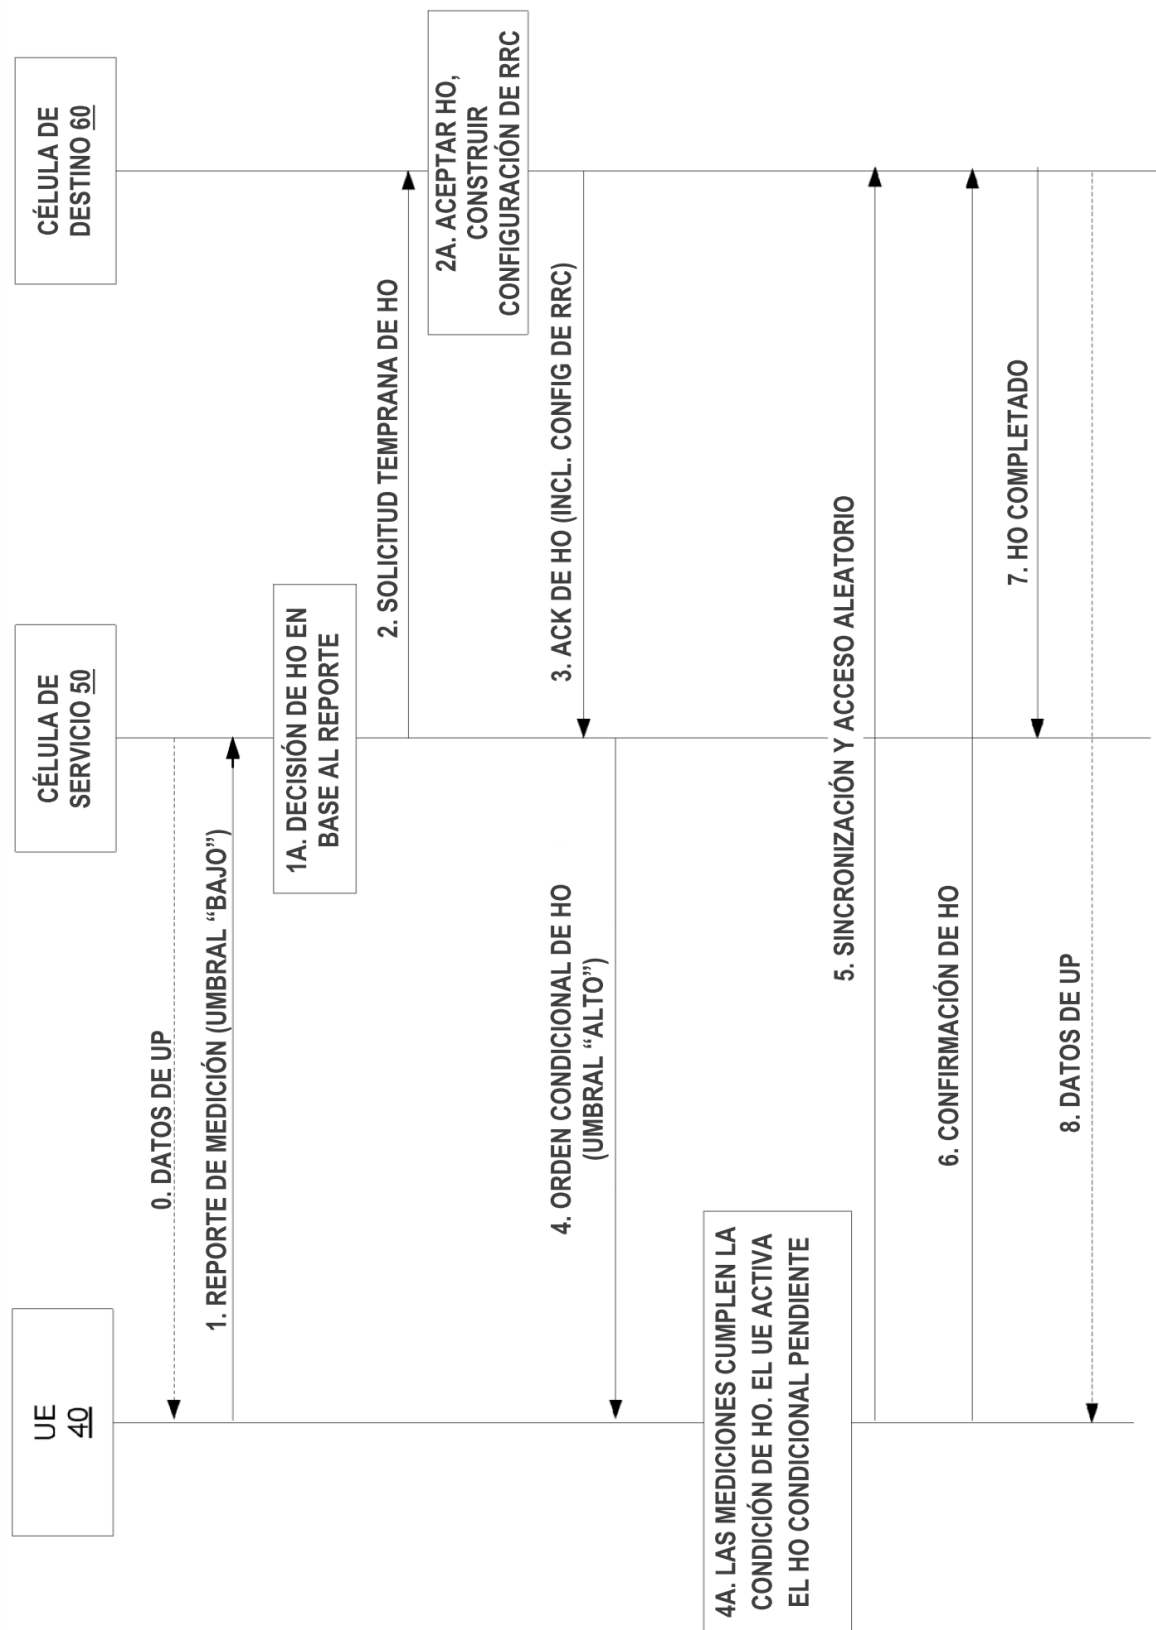 UE
40
CÉLULA DE
SERVICIO 50
CÉLULA DE
DESTINO 60
0. DATOS DE UP
1. REPORTE DE MEDICIÓN (UMBRAL “BAJO”)
1A. DECISIÓN DE HO EN
BASE AL REPORTE
2. SOLICITUD TEMPRANA DE HO
2A. ACEPTAR HO,
CONSTRUIR
CONFIGURACIÓN DE RRC
3. ACK DE HO (INCL. CONFIG DE RRC)
4. ORDEN CONDICIONAL DE HO
(UMBRAL “ALTO”)
4A. LAS MEDICIONES CUMPLEN LA
CONDICIÓN DE HO. EL UE ACTIVA
EL HO CONDICIONAL PENDIENTE
5. SINCRONIZACIÓN Y ACCESO ALEATORIO
6. CONFIRMACIÓN DE HO
7. HO COMPLETADO
8. DATOS DE UP